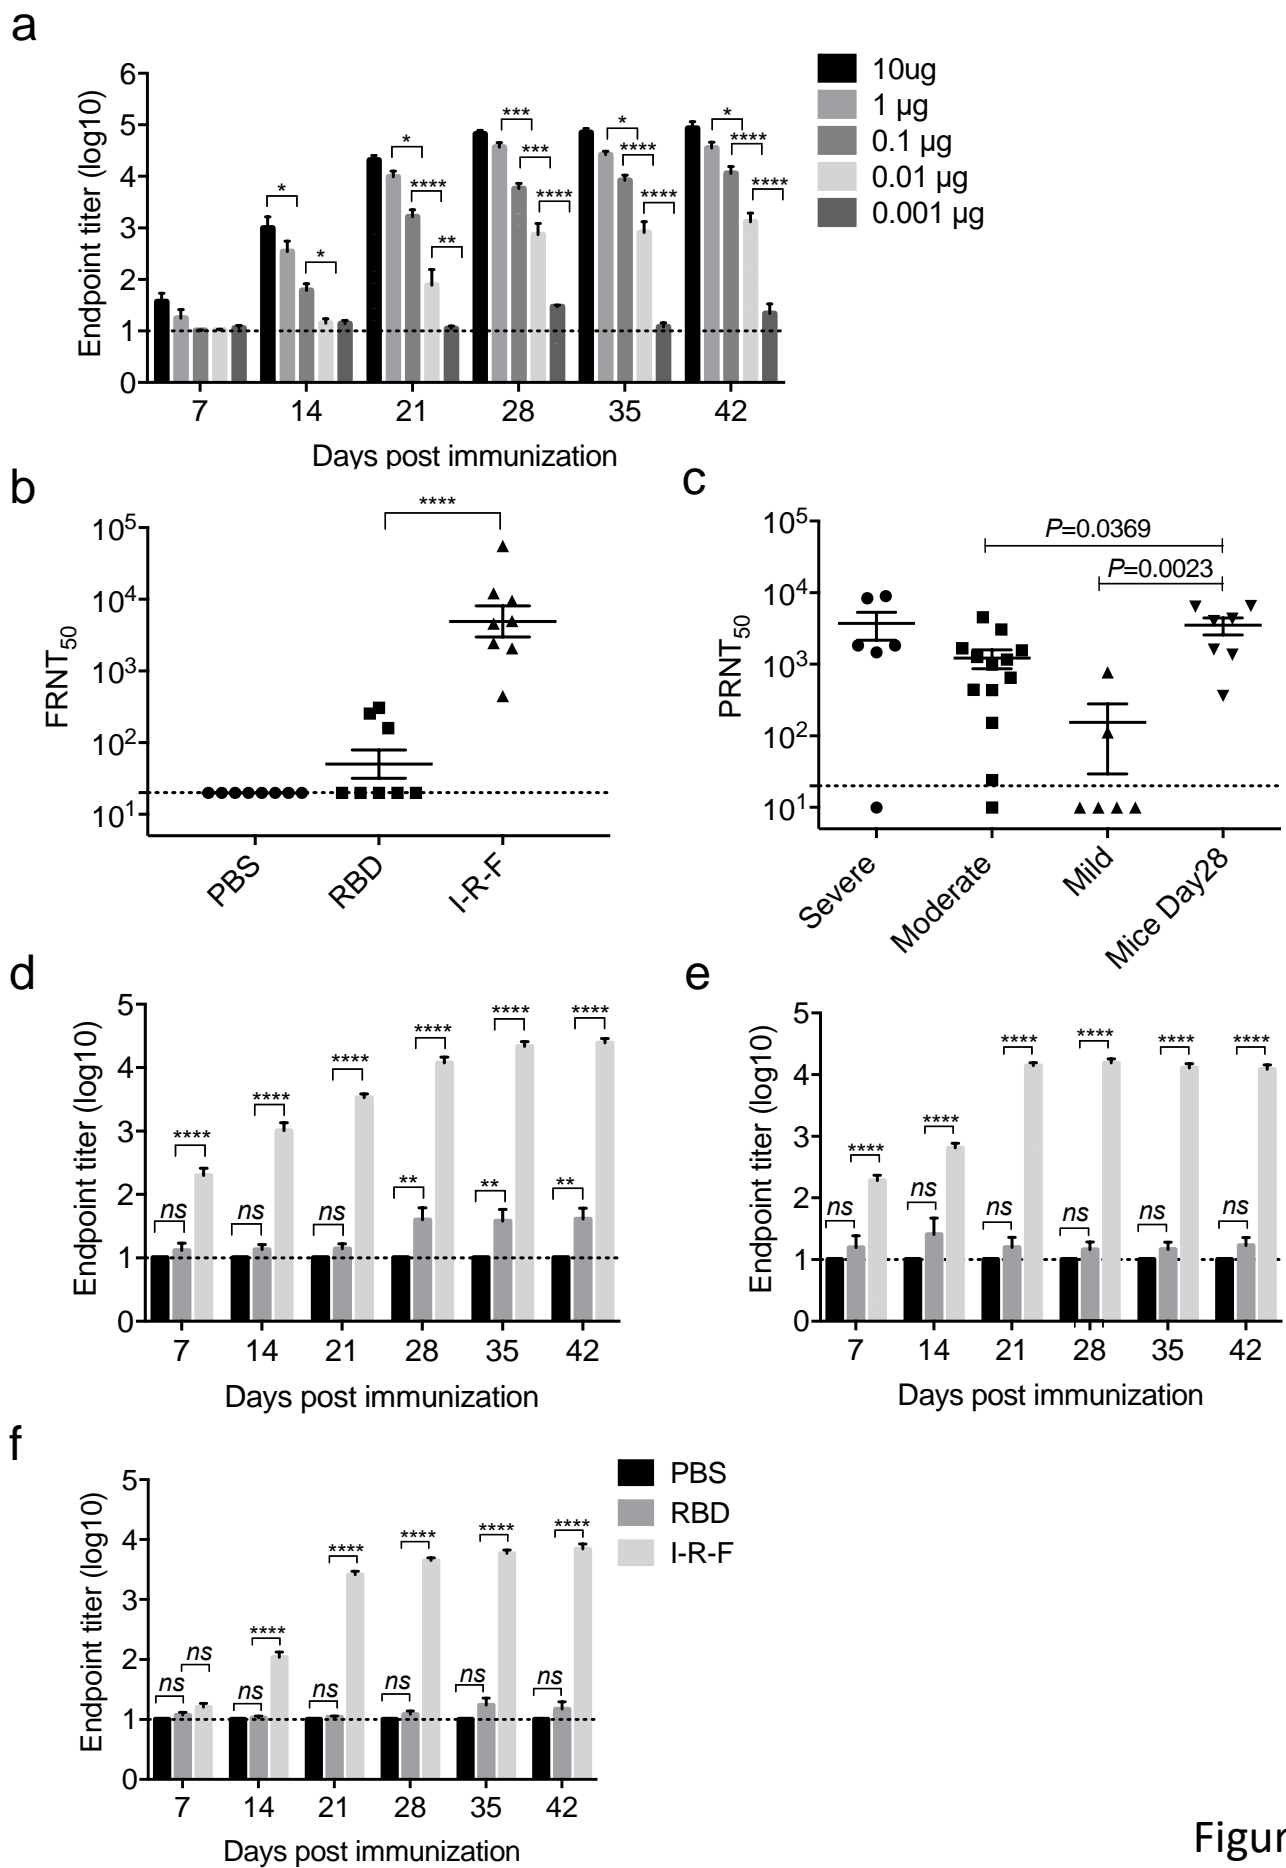 a
6
5
4
3
2
1
0
Endpoint titer (log10)
*
*
*
****
**
***
***
****
*
****
****
*
****
****
7 14 21 28 35 42
Days post immunization
10ug
1 µg
0.1 µg
0.01 µg
0.001 µg
b
10⁵
10⁴
10³
10²
10¹
FRNT₅₀
****
PBS
RBD
I-R-F
c
10⁵
10⁴
10³
10²
10¹
PRNT₅₀
P=0.0369
P=0.0023
Severe
Moderate
Mild
Mice Day28
d
5
4
3
2
1
0
Endpoint titer (log10)
ns
****
ns
****
ns
****
**
****
**
****
**
****
7 14 21 28 35 42
Days post immunization
e
5
4
3
2
1
0
Endpoint titer (log10)
ns
****
ns
****
ns
****
ns
****
ns
****
ns
****
7 14 21 28 35 42
Days post immunization
f
5
4
3
2
1
0
Endpoint titer (log10)
ns
ns
ns
****
ns
****
ns
****
ns
****
ns
****
7 14 21 28 35 42
Days post immunization
PBS
RBD
I-R-F
Figur